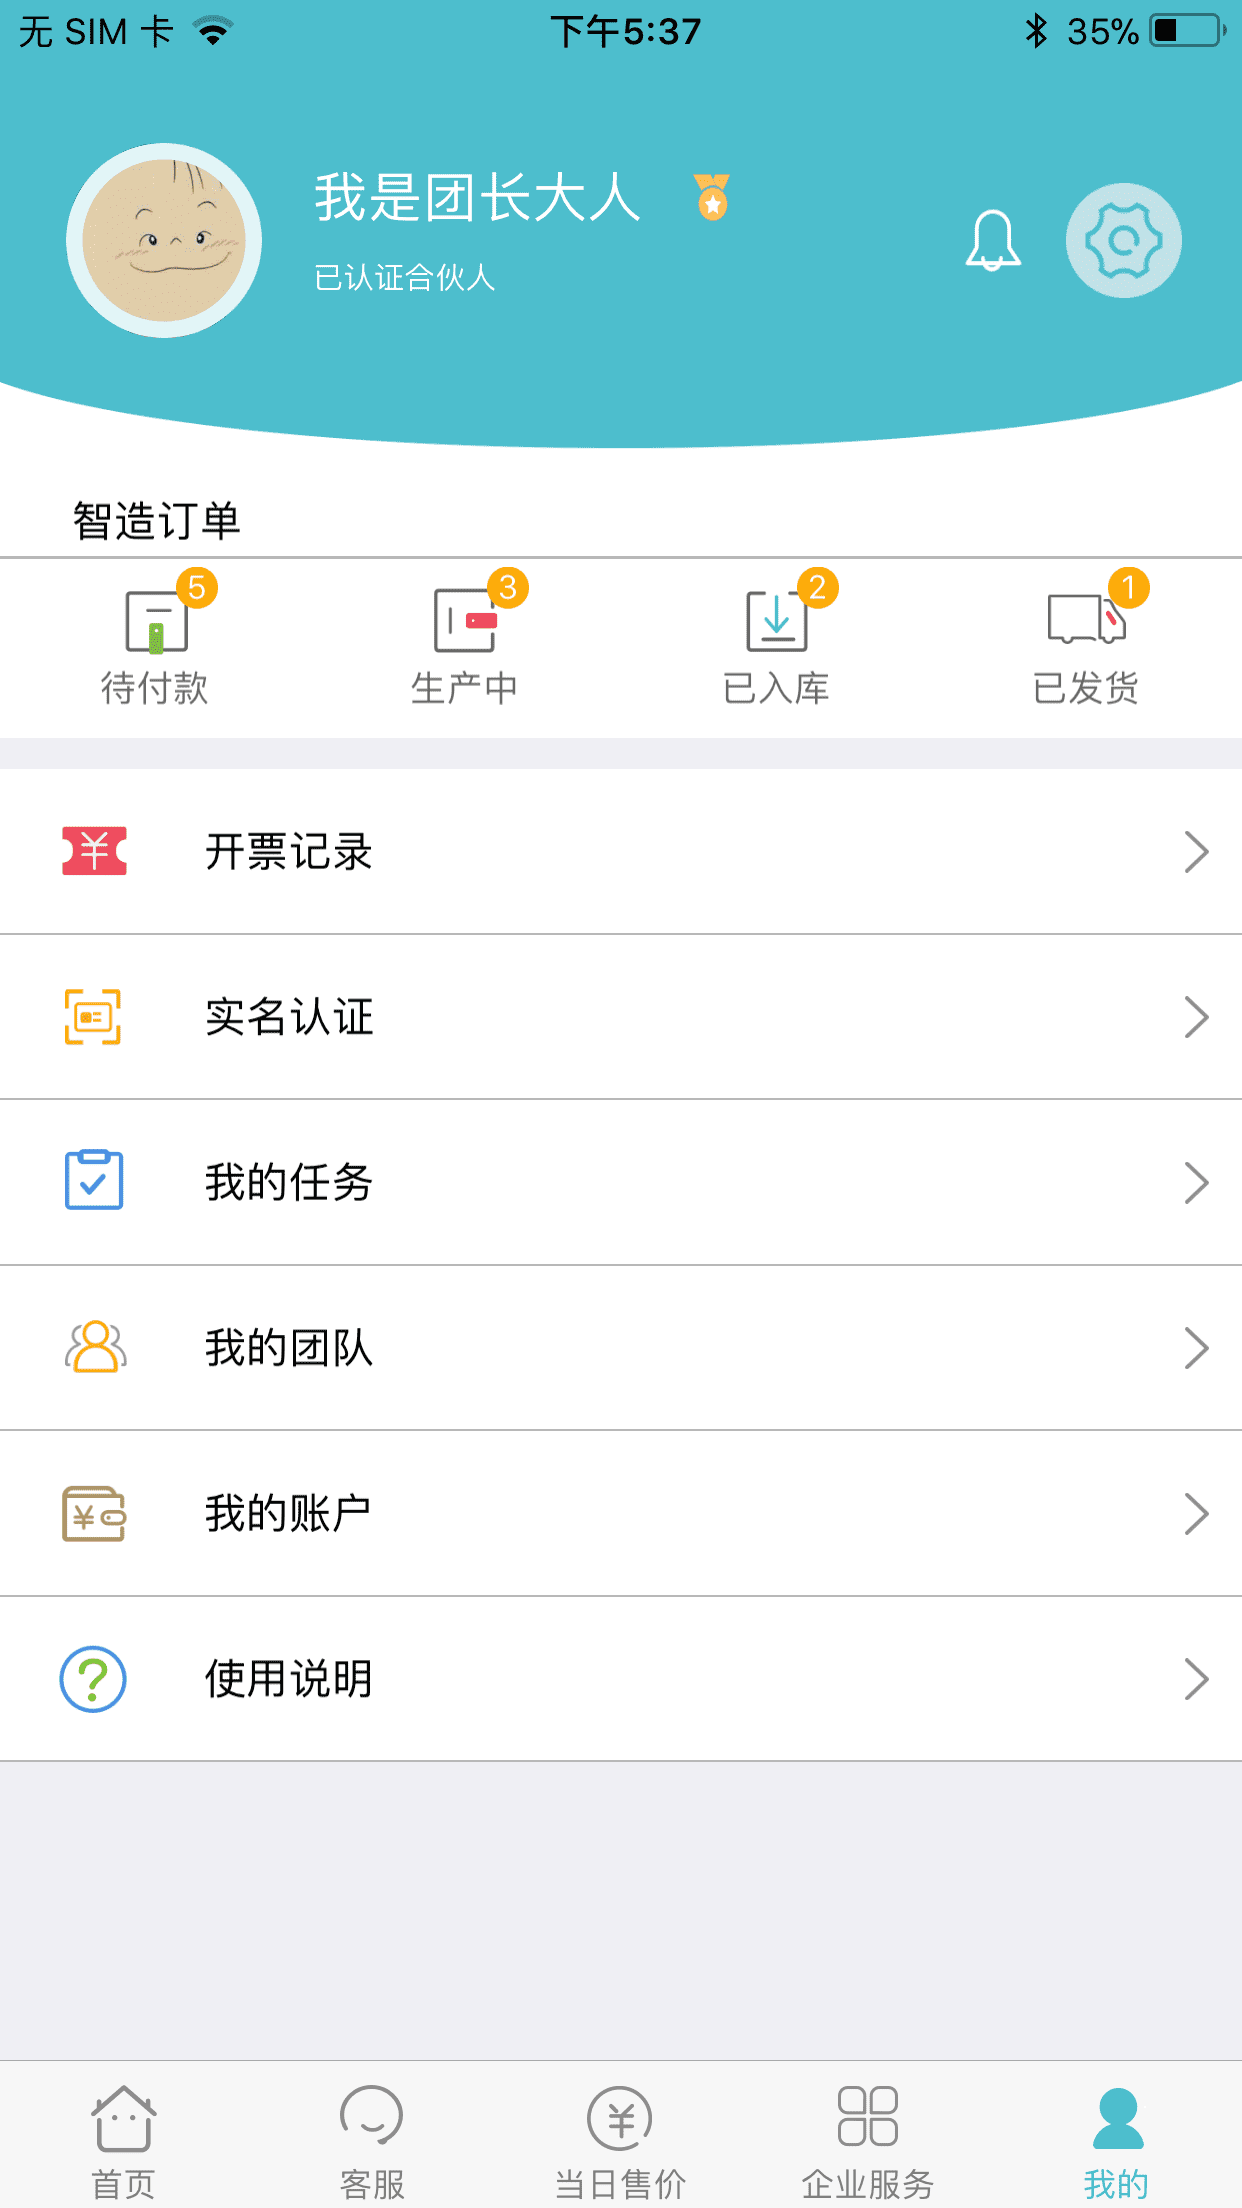 无 SIM 卡 下午5:37 35%
我是团长大人
已认证合伙人
智造订单
5 3 2 1
待付款 生产中 已入库 已发货
开票记录
实名认证
我的任务
我的团队
我的账户
使用说明
首页 客服 当日售价 企业服务 我的